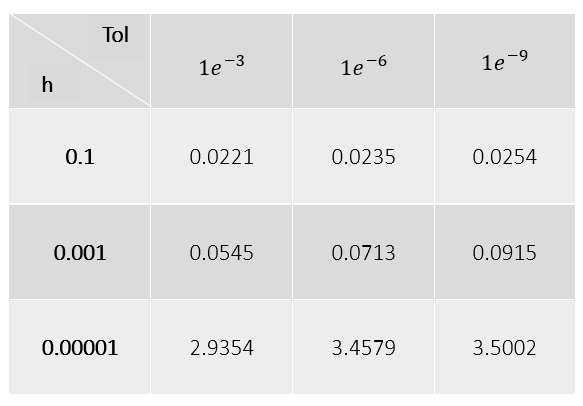 Tol
h
1e⁻³ 1e⁻⁶ 1e⁻⁹
0.1 0.0221 0.0235 0.0254
0.001 0.0545 0.0713 0.0915
0.00001 2.9354 3.4579 3.5002